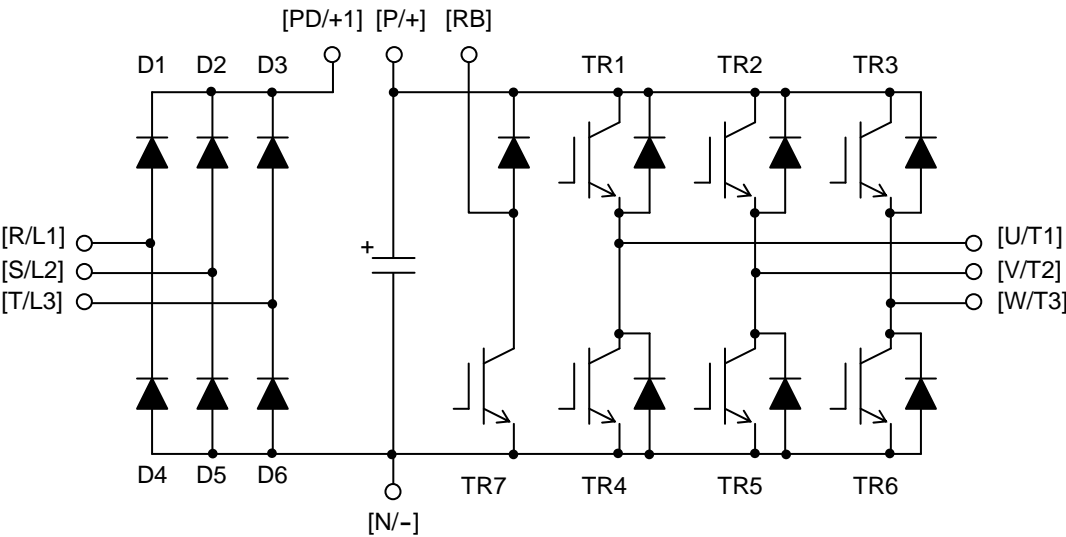 [PD/+1] [P/+] [RB]
D1 D2 D3 TR1 TR2 TR3
[R/L1] [U/T1]
+
[S/L2] [V/T2]
[T/L3] [W/T3]
D4 D5 D6 TR7 TR4 TR5 TR6
[N/-]